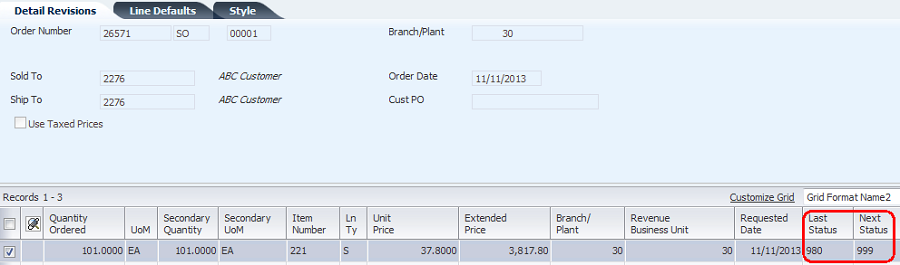 Detail Revisions Line Defaults Style
Order Number 26571 SO 00001 Branch/Plant 30
Sold To 2276 ABC Customer Order Date 11/11/2013
Ship To 2276 ABC Customer Cust PO
Use Taxed Prices
Records 1 - 3 Customize Grid Grid Format Name2
Quantity Ordered UoM Secondary Quantity Secondary UoM Item Number Ln Ty Unit Price Extended Price Branch/ Plant Revenue Business Unit Requested Date Last Status Next Status
101.0000 EA 101.0000 EA 221 S 37.8000 3,817.80 30 30 11/11/2013 980 999